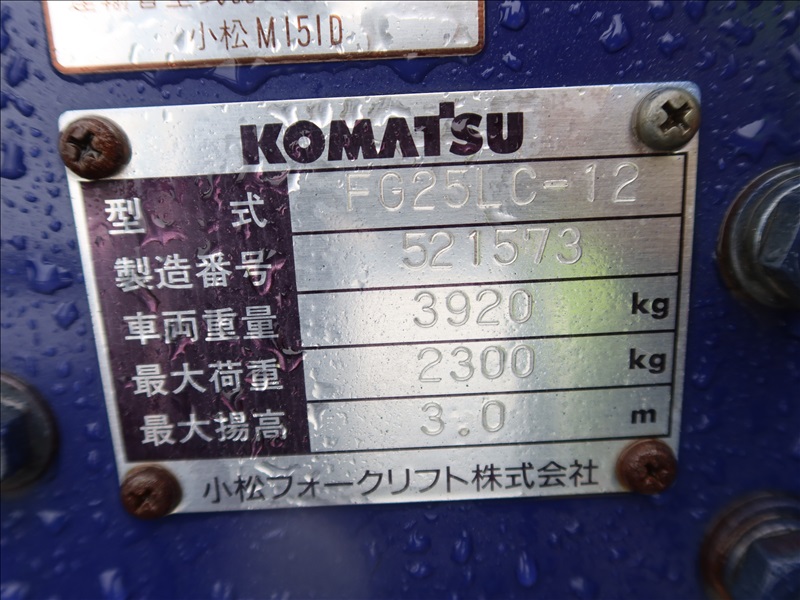 小松M151D
KOMATSU
型式 FG25LC-12
製造番号 521573
車両重量 3920 kg
最大荷重 2300 kg
最大揚高 3.0 m
小松フォークリフト株式会社